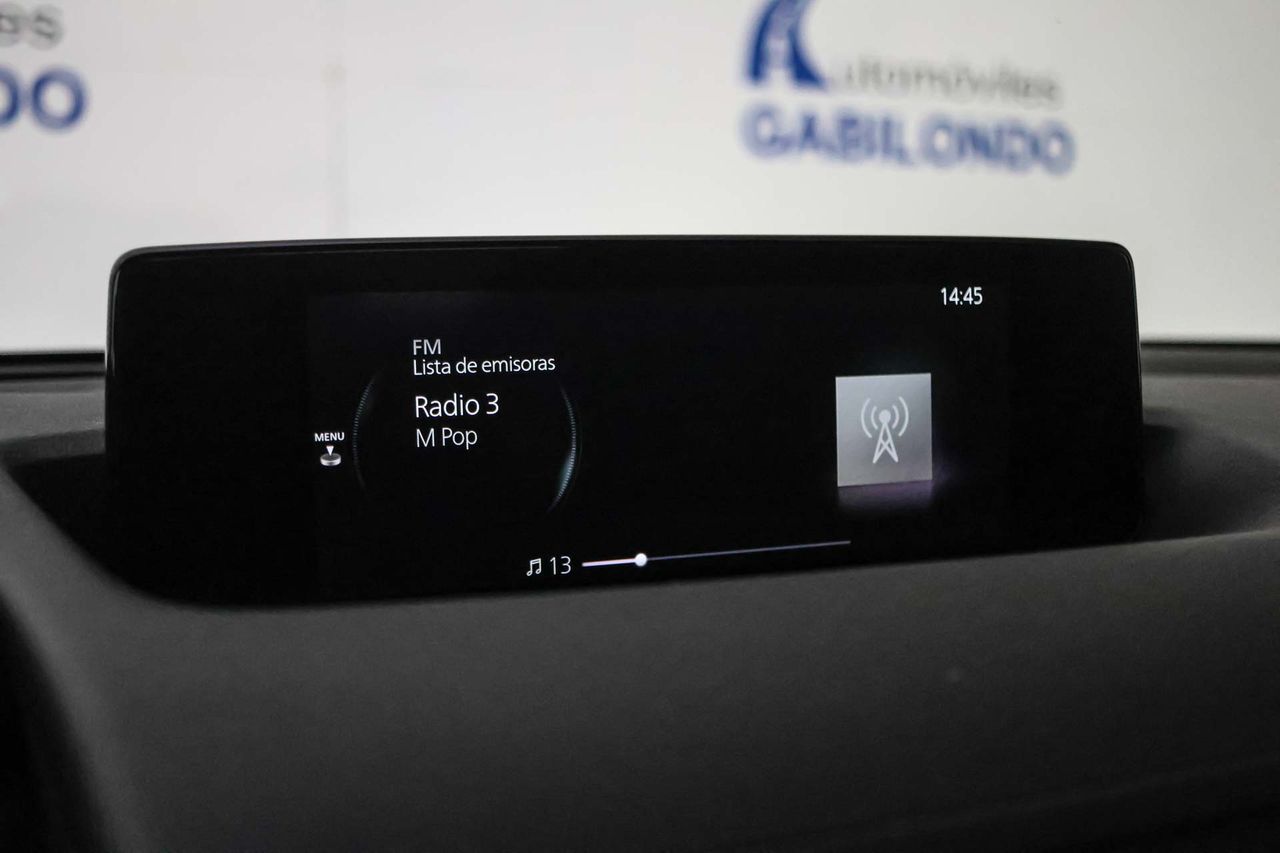 Automóviles
GABILONDO
14:45
FM
Lista de emisoras
Radio 3
M Pop
MENU
13